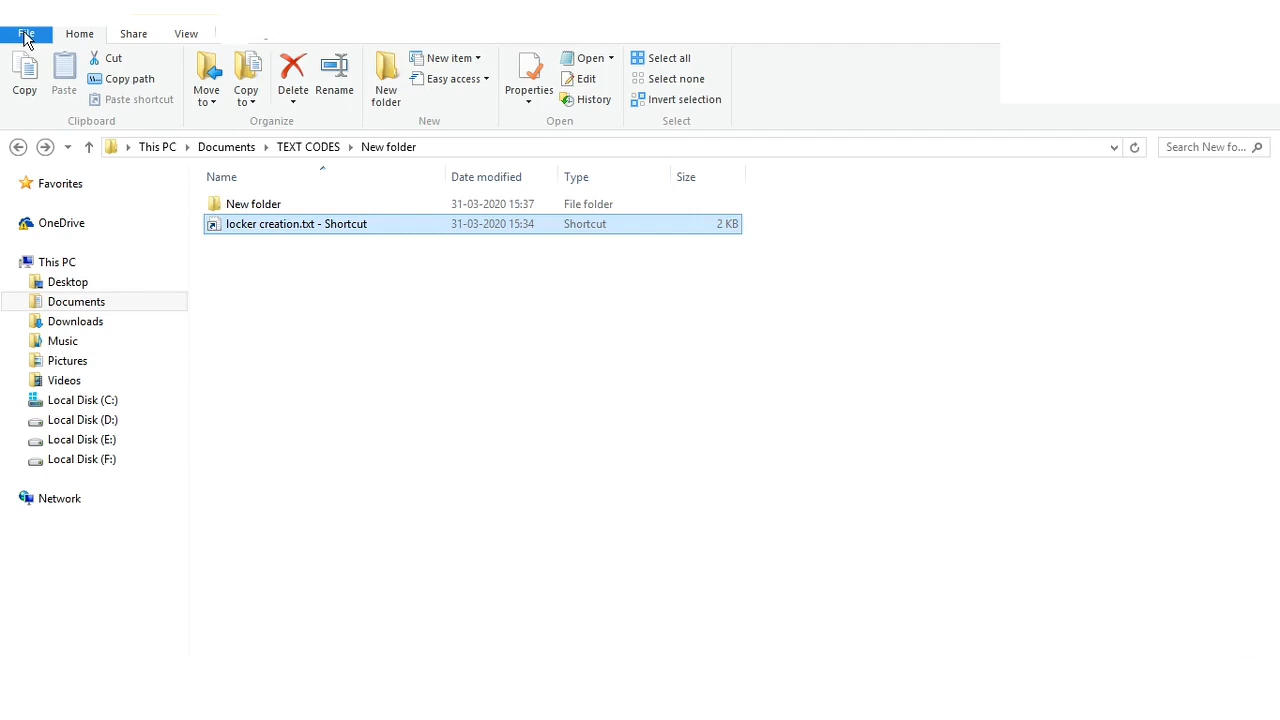 File Home Share View
Copy Paste Cut Copy path Paste shortcut Move to Copy to Delete Rename New folder New item Easy access Properties Open Edit History Select all Select none Invert selection
Clipboard Organize New Open Select
This PC Documents TEXT CODES New folder Search New fo...
Name Date modified Type Size
New folder 31-03-2020 15:37 File folder
locker creation.txt - Shortcut 31-03-2020 15:34 Shortcut 2 KB
Favorites
OneDrive
This PC
Desktop
Documents
Downloads
Music
Pictures
Videos
Local Disk (C:)
Local Disk (D:)
Local Disk (E:)
Local Disk (F:)
Network